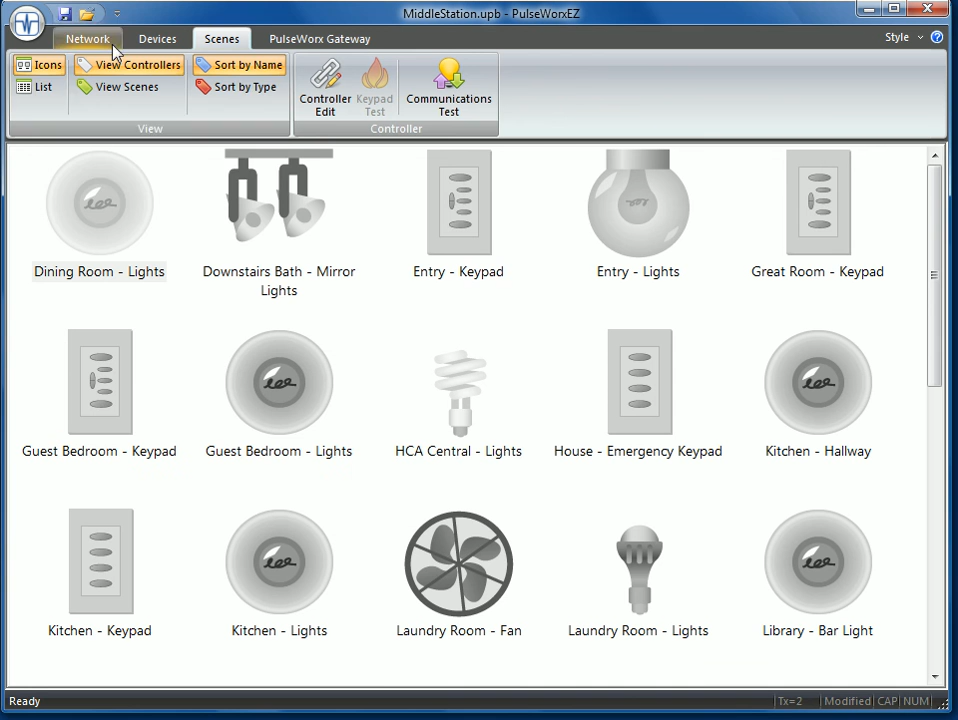 MiddleStation.upb - PulseWorxEZ
Network Devices Scenes PulseWorx Gateway Style
Icons View Controllers Sort by Name
List View Scenes Sort by Type
View
Controller Edit
Keypad Test
Communications Test
Controller
Dining Room - Lights
Downstairs Bath - Mirror Lights
Entry - Keypad
Entry - Lights
Great Room - Keypad
Guest Bedroom - Keypad
Guest Bedroom - Lights
HCA Central - Lights
House - Emergency Keypad
Kitchen - Hallway
Kitchen - Keypad
Kitchen - Lights
Laundry Room - Fan
Laundry Room - Lights
Library - Bar Light
Ready Tx=2 Modified CAP NUM